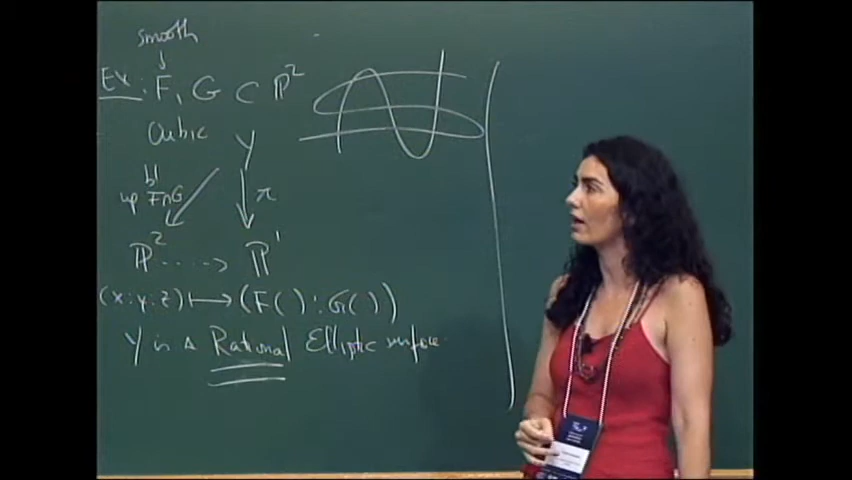 smooth
↓
EX: F, G ⊂ ℙ²
Cubic Y
bl
up F∩G π
ℙ² ----> ℙ¹
(x:y:z) ⟼ (F():G())
Y is a Rational Elliptic surface